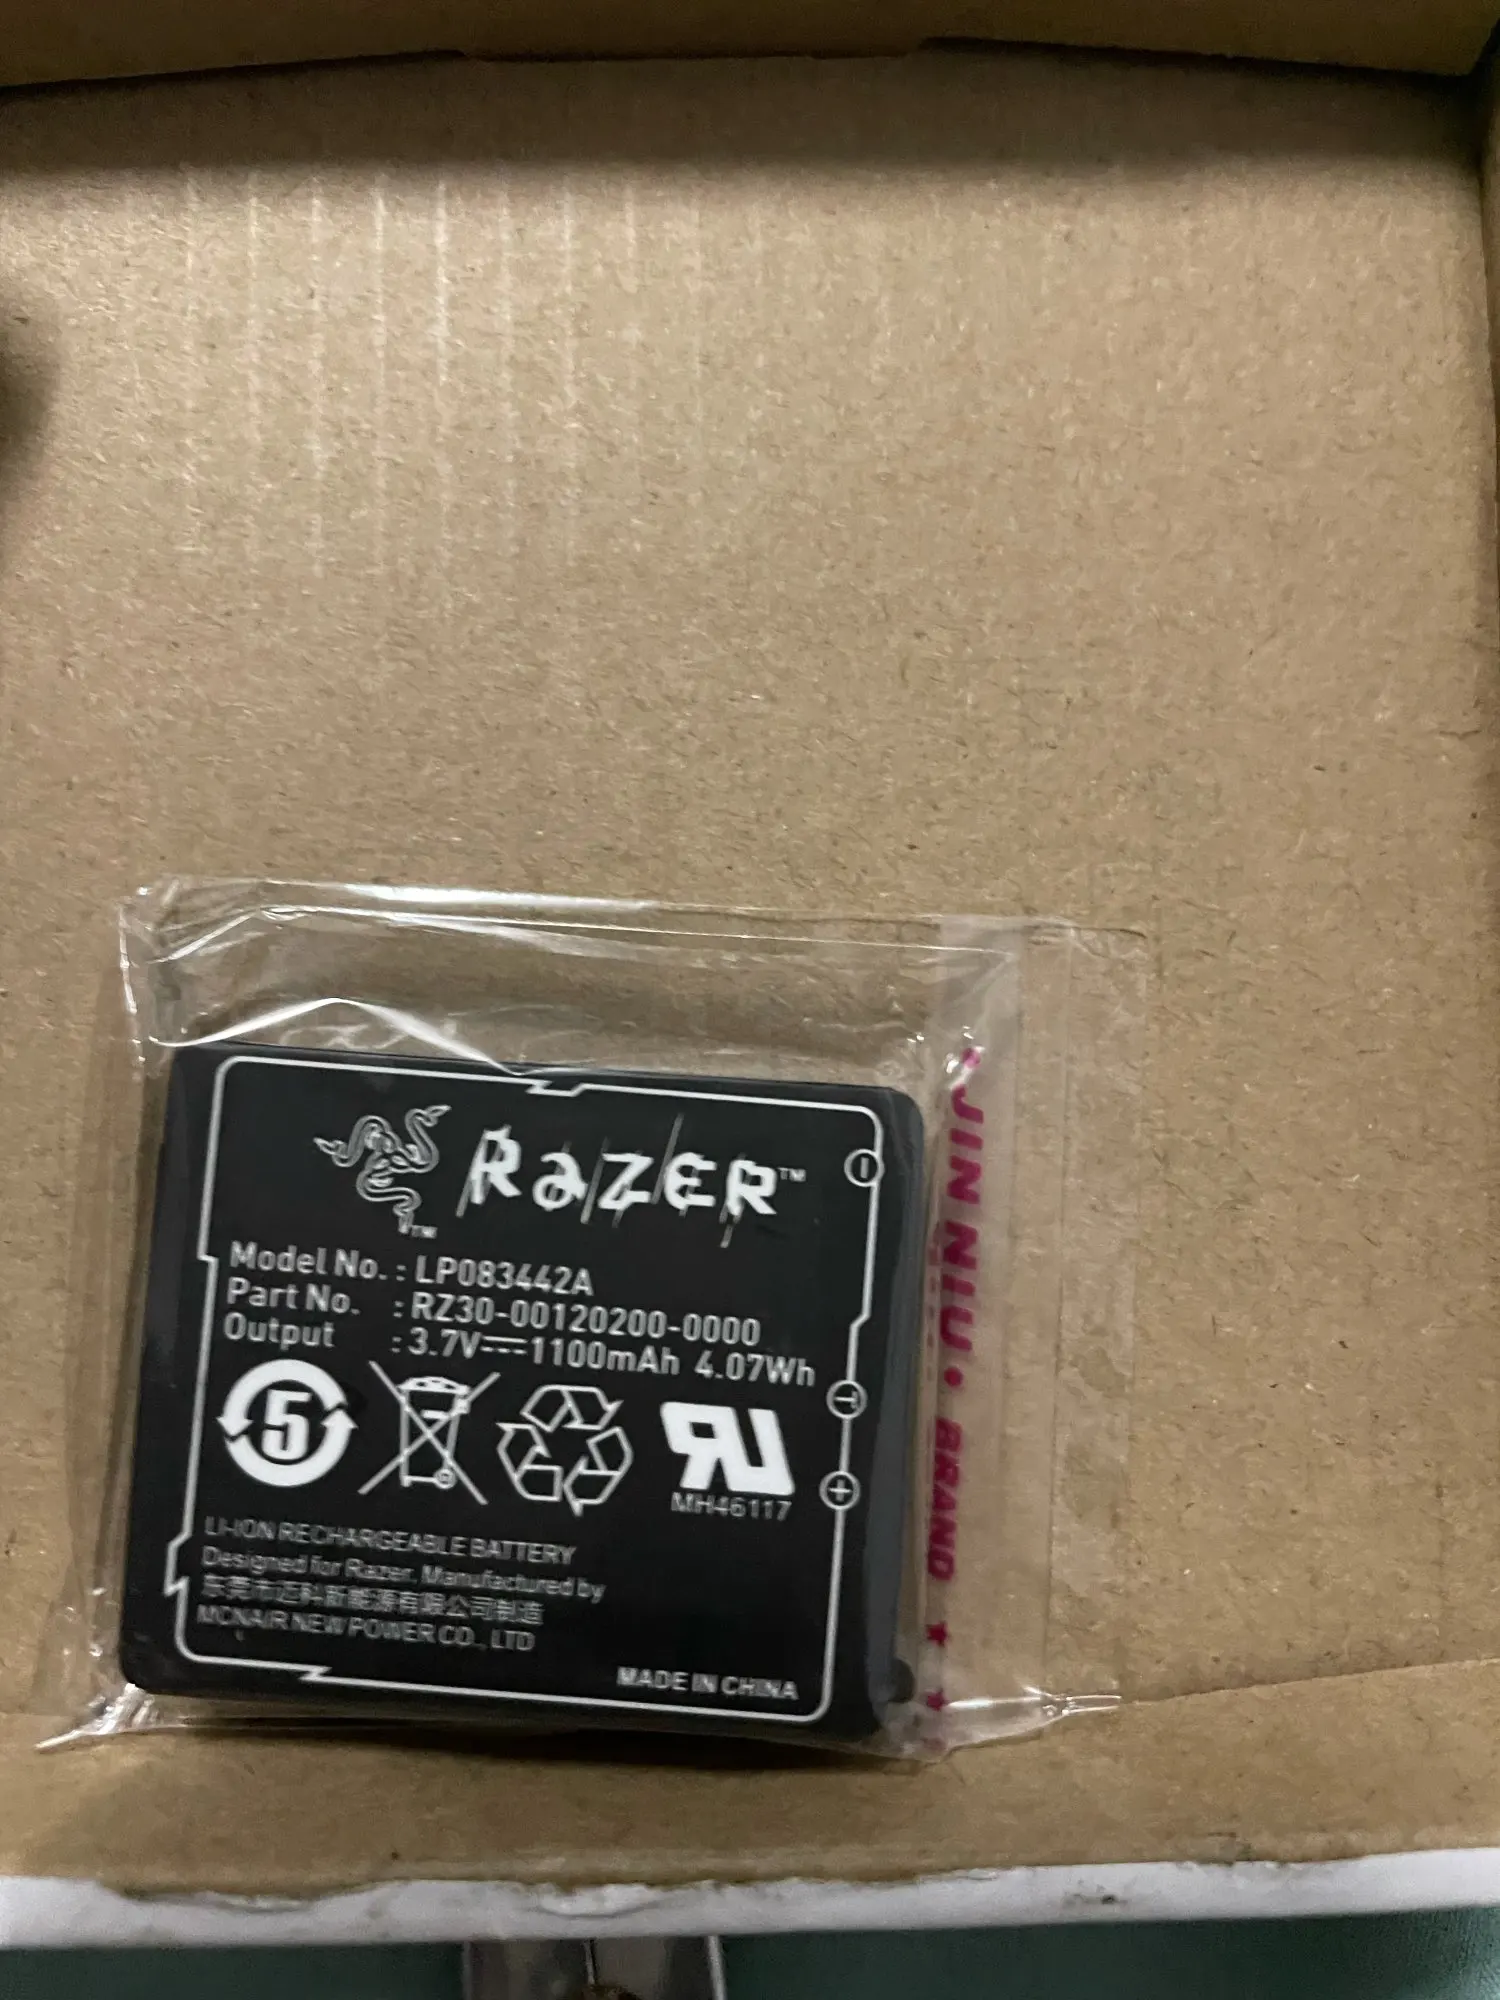 RAZER™
™
Model No. : LP083442A
Part No. : RZ30-00120200-0000
Output : 3.7V⎓1100mAh 4.07Wh
5
MH46117
LI-ION RECHARGEABLE BATTERY
Designed for Razer, Manufactured by
东莞市迈科新能源有限公司制造
MCNAIR NEW POWER CO., LTD
MADE IN CHINA
- T +
JIN NIU • BRAND ★ ★